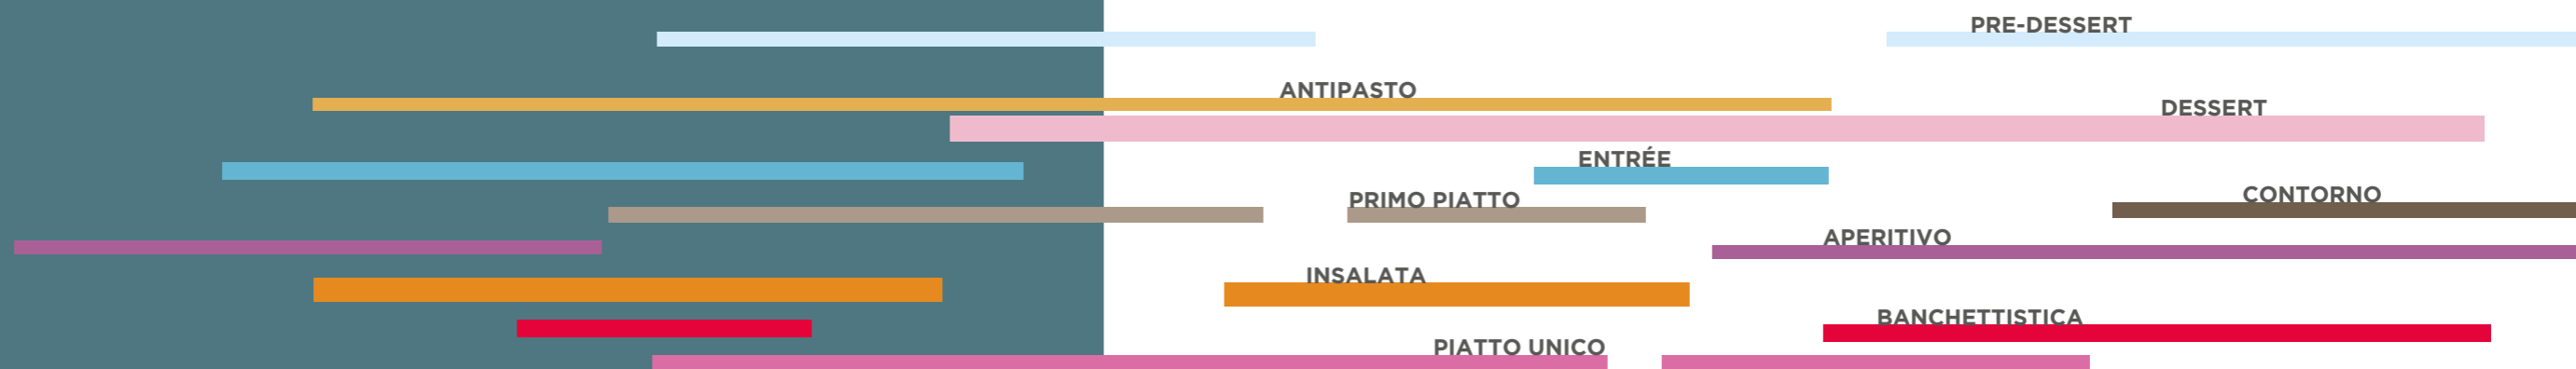 PRE-DESSERT
ANTIPASTO
DESSERT
ENTRÉE
PRIMO PIATTO
CONTORNO
APERITIVO
INSALATA
BANCHETTISTICA
PIATTO UNICO